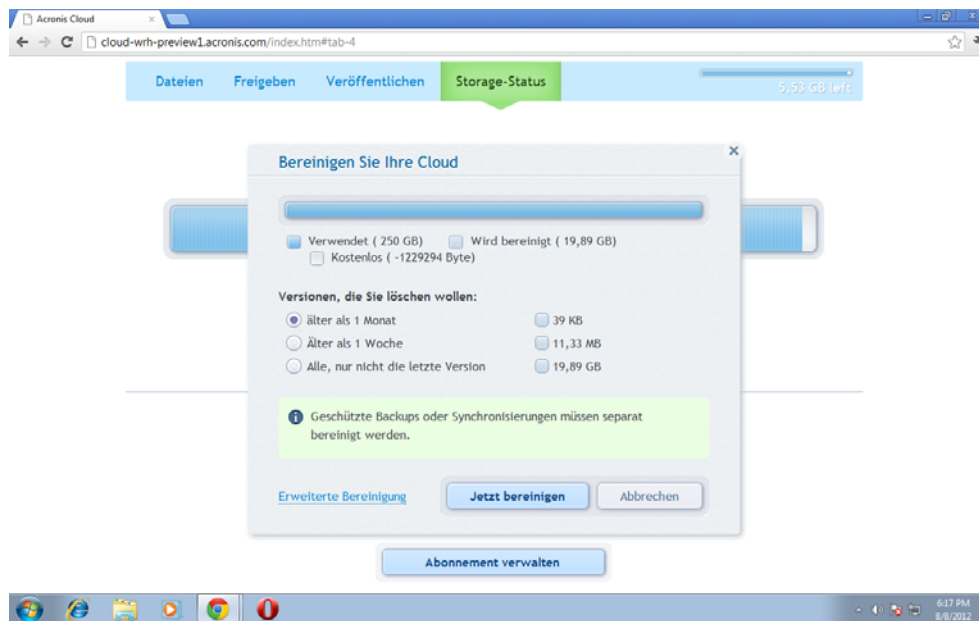 Acronis Cloud
cloud-wrh-preview1.acronis.com/index.htm#tab-4
Dateien Freigeben Veröffentlichen Storage-Status 5,53 GB left
Bereinigen Sie Ihre Cloud
Verwendet ( 250 GB) Wird bereinigt ( 19,89 GB)
Kostenlos ( -1229294 Byte)
Versionen, die Sie löschen wollen:
älter als 1 Monat 39 KB
Älter als 1 Woche 11,33 MB
Alle, nur nicht die letzte Version 19,89 GB
Geschützte Backups oder Synchronisierungen müssen separat
bereinigt werden.
Erweiterte Bereinigung Jetzt bereinigen Abbrechen
Abonnement verwalten
6:17 PM
8/8/2012